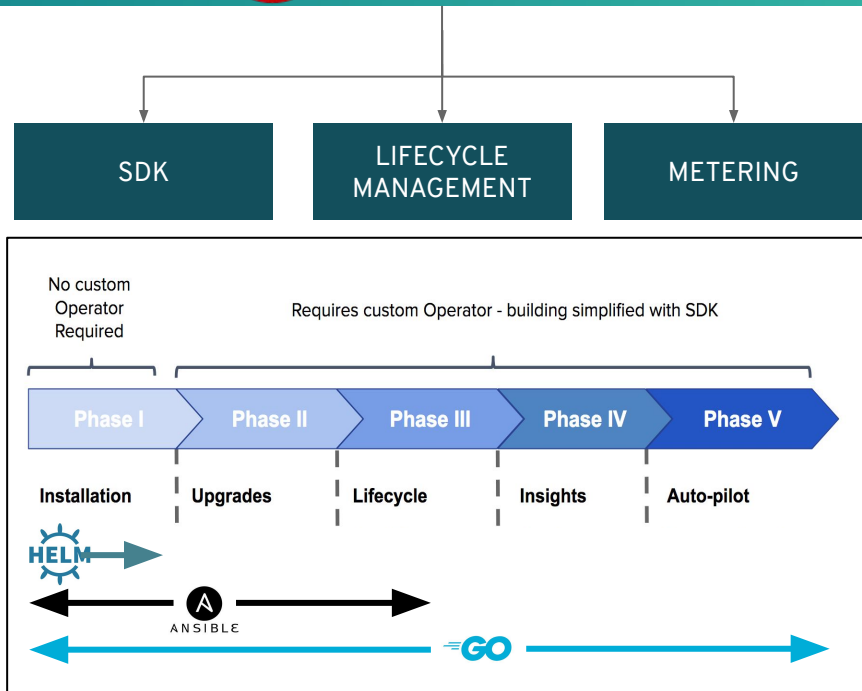 SDK
LIFECYCLE
MANAGEMENT
METERING
No custom
Operator
Required
Requires custom Operator - building simplified with SDK
Phase I
Phase II
Phase III
Phase IV
Phase V
Installation
Upgrades
Lifecycle
Insights
Auto-pilot
HELM
ANSIBLE
GO